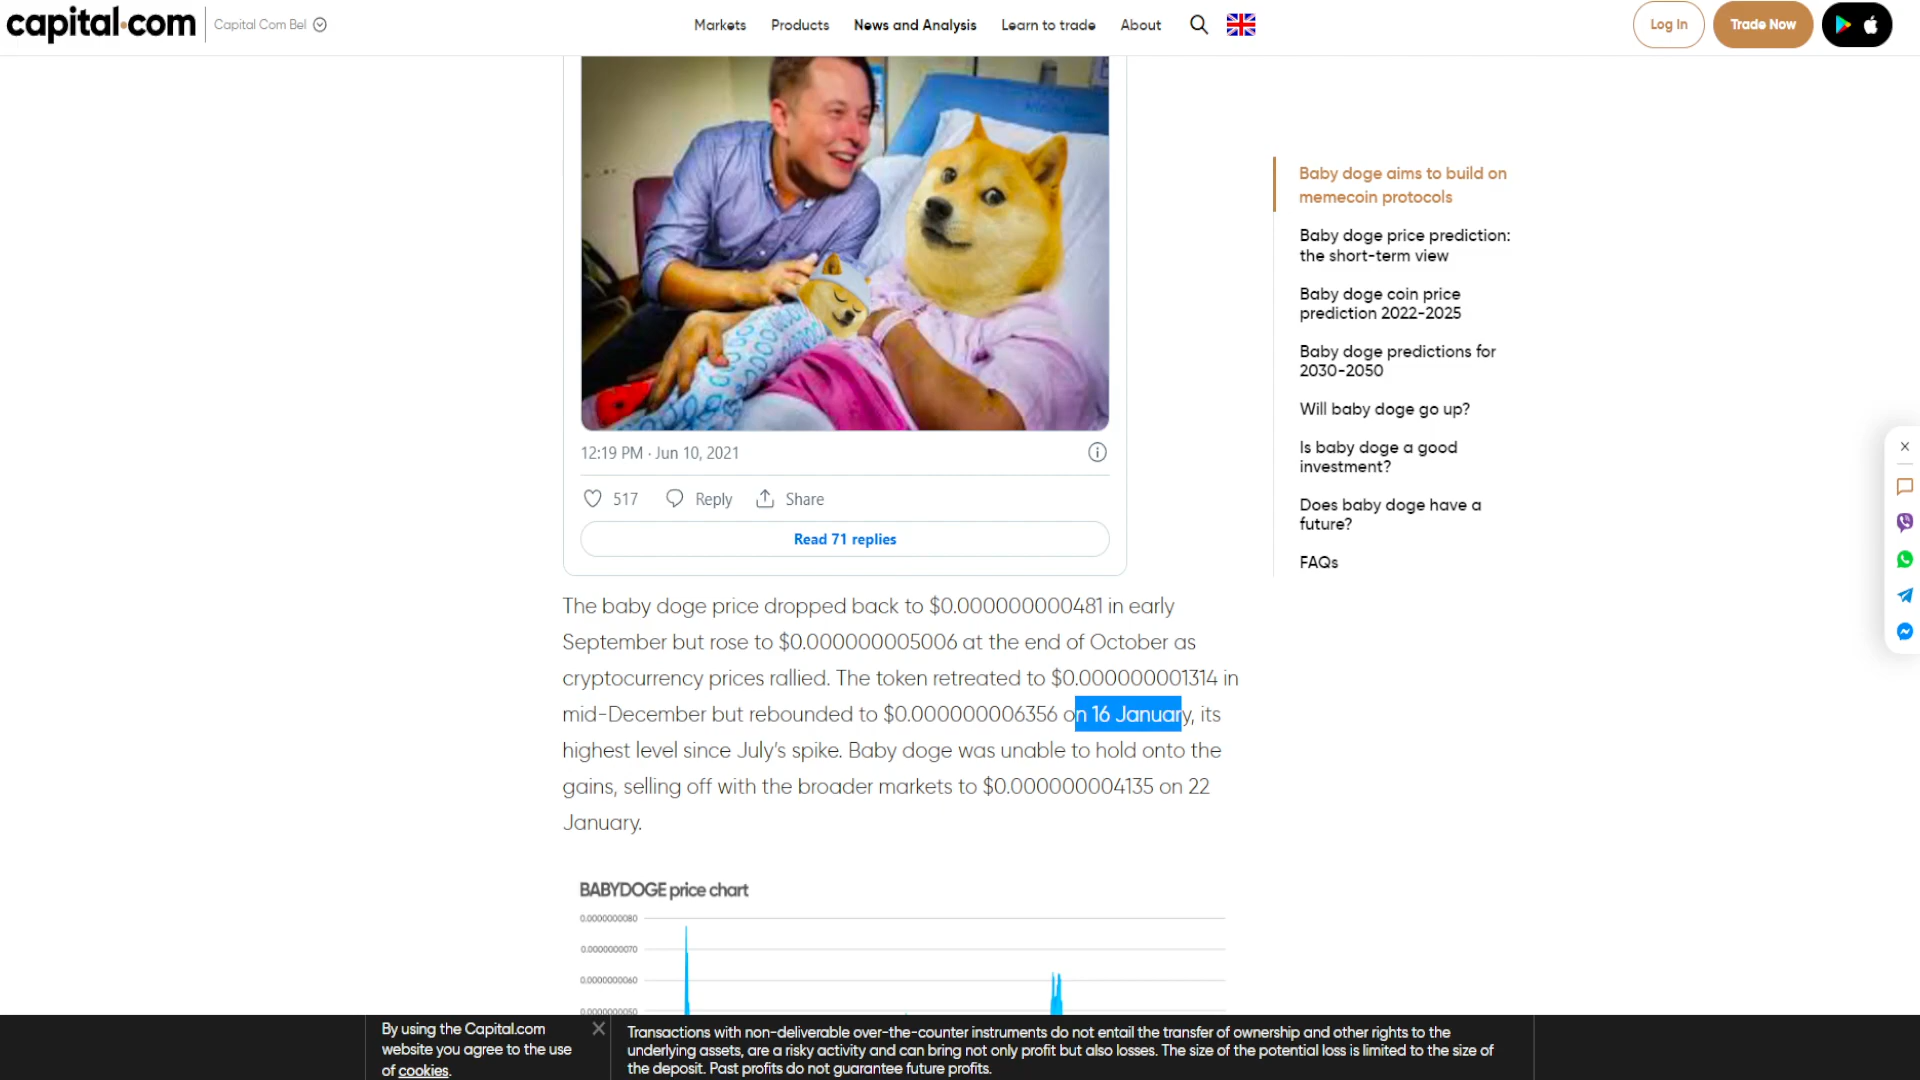 capital.com
Capital Com Bel
Markets
Products
News and Analysis
Learn to trade
About
Log In
Trade Now
12:19 PM · Jun 10, 2021
517
Reply
Share
Read 71 replies
Baby doge aims to build on
memecoin protocols
Baby doge price prediction:
the short-term view
Baby doge coin price
prediction 2022-2025
Baby doge predictions for
2030-2050
Will baby doge go up?
Is baby doge a good
investment?
Does baby doge have a
future?
FAQs
The baby doge price dropped back to $0.000000000481 in early
September but rose to $0.000000005006 at the end of October as
cryptocurrency prices rallied. The token retreated to $0.000000001314 in
mid-December but rebounded to $0.000000006356 on 16 January, its
highest level since July's spike. Baby doge was unable to hold onto the
gains, selling off with the broader markets to $0.000000004135 on 22
January.
BABYDOGE price chart
0.0000000080
0.0000000070
0.0000000060
0.0000000050
By using the Capital.com
website you agree to the use
of cookies.
Transactions with non-deliverable over-the-counter instruments do not entail the transfer of ownership and other rights to the
underlying assets, are a risky activity and can bring not only profit but also losses. The size of the potential loss is limited to the size of
the deposit. Past profits do not guarantee future profits.